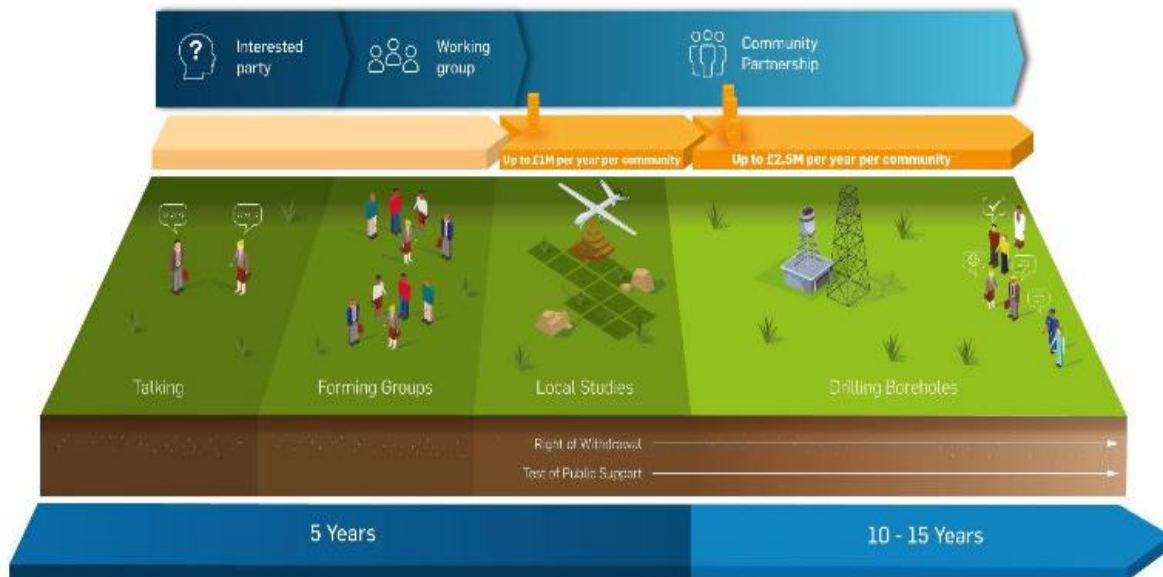 Interested
party
Working
group
Community
Partnership
Up to £1M per year per community
Up to £2.5M per year per community
Talking
Forming Groups
Local Studies
Drilling Boreholes
Right of Withdrawal
Test of Public Support
5 Years
10 - 15 Years